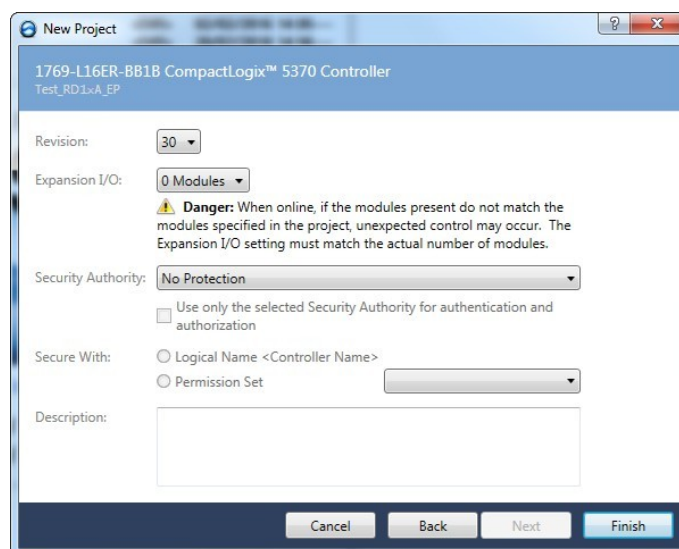 New Project
1769-L16ER-BB1B CompactLogix™ 5370 Controller
Test_RD1xA_EP
Revision: 30
Expansion I/O: 0 Modules
Danger: When online, if the modules present do not match the
modules specified in the project, unexpected control may occur. The
Expansion I/O setting must match the actual number of modules.
Security Authority: No Protection
Use only the selected Security Authority for authentication and
authorization
Secure With: Logical Name <Controller Name>
Permission Set
Description:
Cancel Back Next Finish